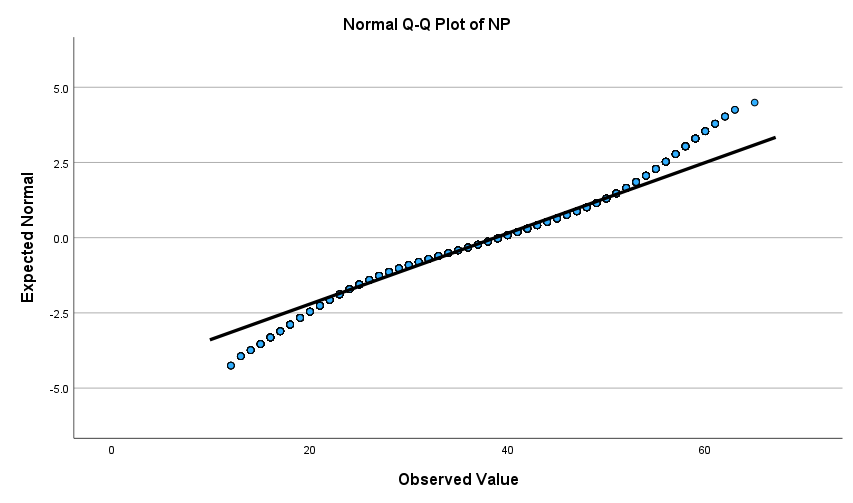 Normal Q-Q Plot of NP
5.0
2.5
0.0
-2.5
-5.0
Expected Normal
0 20 40 60
Observed Value